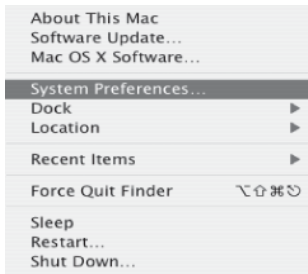 About This Mac
Software Update...
Mac OS X Software...
System Preferences...
Dock ▶
Location ▶
Recent Items ▶
Force Quit Finder ⌥⇧⌘⎋
Sleep
Restart...
Shut Down...